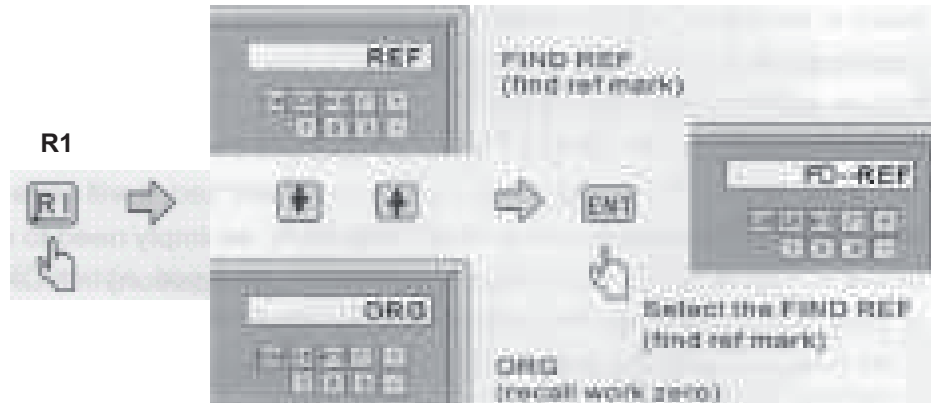 REF
FIND REF
(find ref mark)
R1
R1
ENT
FD--REF
ORG
Select the FIND REF
(find ref mark)
ORG
(recall work zero)